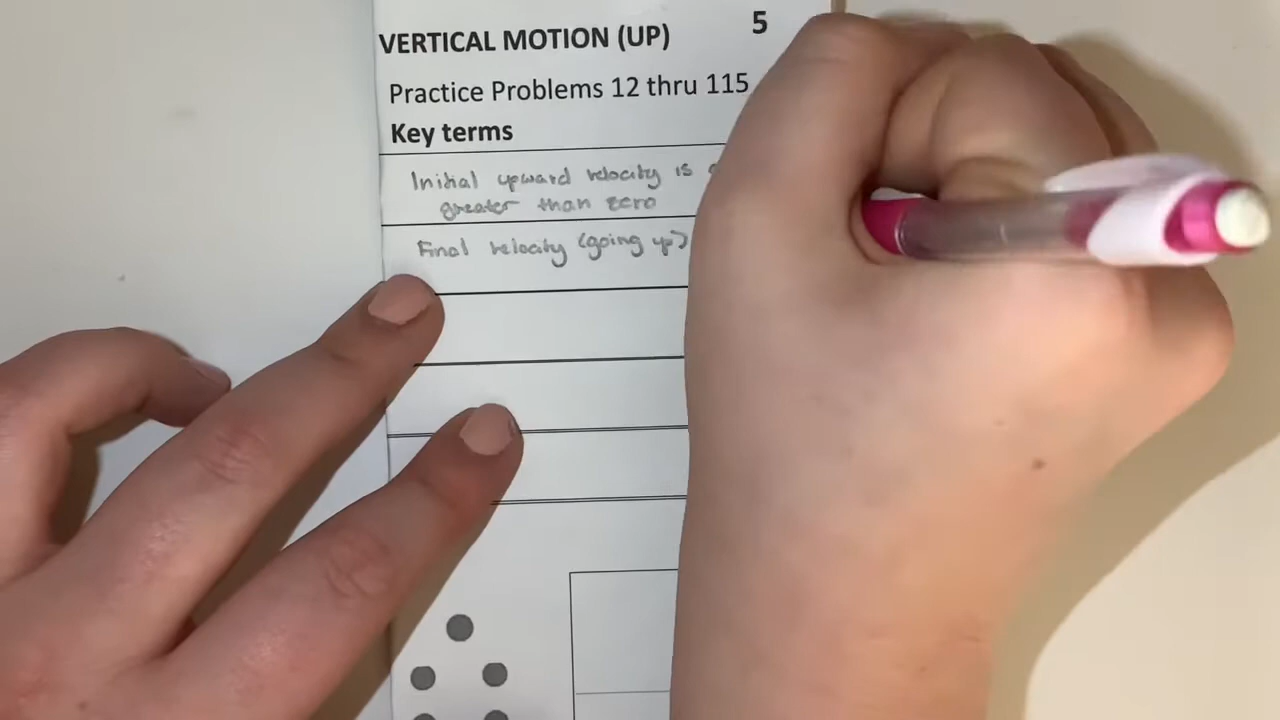 VERTICAL MOTION (UP) 5
Practice Problems 12 thru 115
Key terms
Initial upward velocity is
greater than zero
Final velocity (going up)